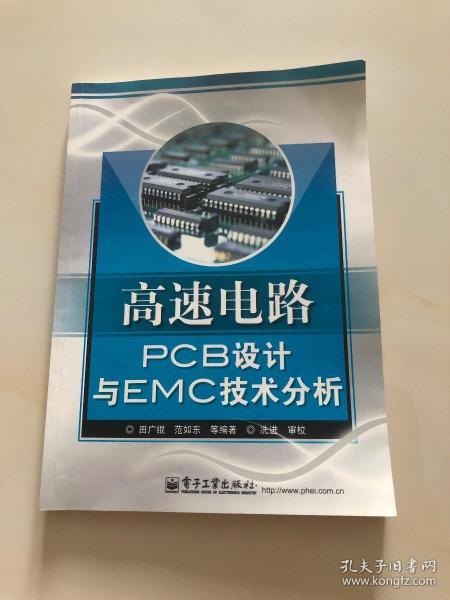 高速电路
PCB设计
与EMC技术分析
◎ 田广锟 范如东 等编著 ◎ 冼进 审校
电子工业出版社
PUBLISHING HOUSE OF ELECTRONICS INDUSTRY
http://www.phei.com.cn
孔夫子旧书网
www.kongfz.com